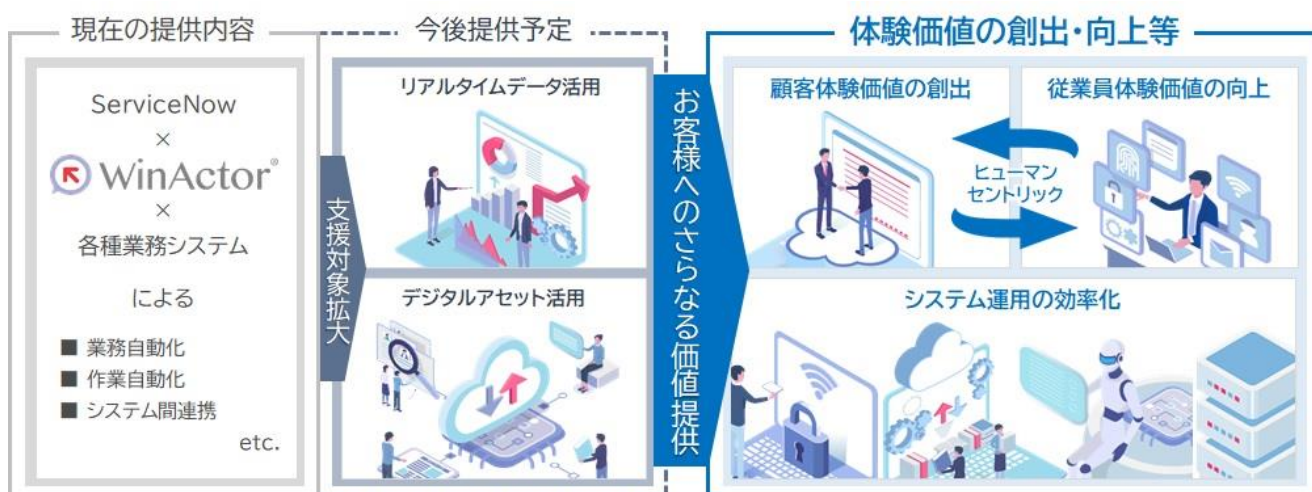 現在の提供内容
ServiceNow
×
WinActor®
×
各種業務システム
による
■ 業務自動化
■ 作業自動化
■ システム間連携
etc.
支援対象拡大
今後提供予定
リアルタイムデータ活用
デジタルアセット活用
お客様へのさらなる価値提供
体験価値の創出・向上等
顧客体験価値の創出
従業員体験価値の向上
ヒューマン
セントリック
システム運用の効率化